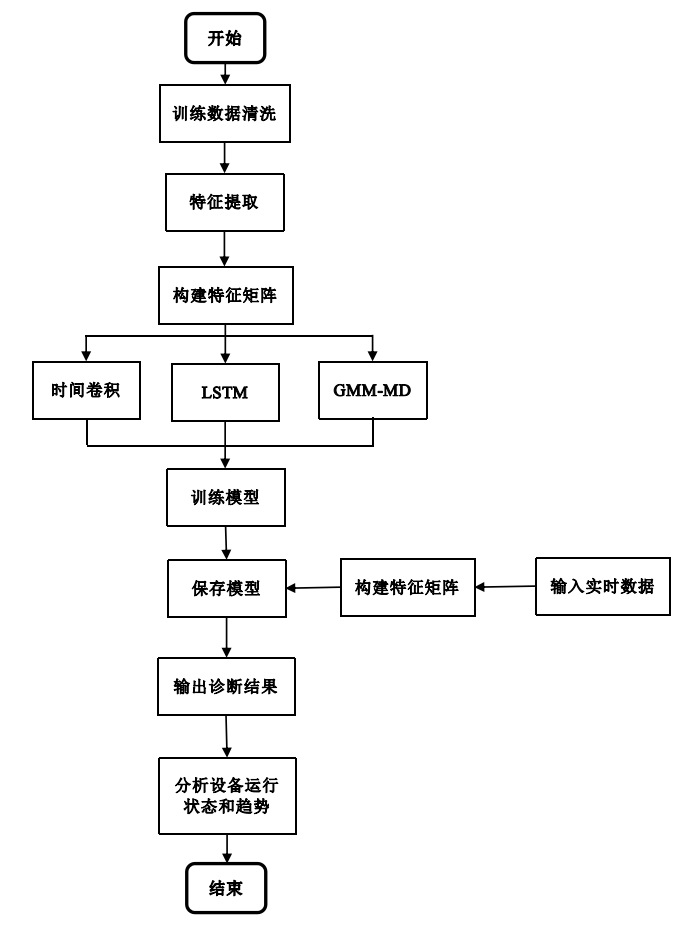 开始
训练数据清洗
特征提取
构建特征矩阵
时间卷积
LSTM
GMM-MD
训练模型
保存模型
构建特征矩阵
输入实时数据
输出诊断结果
分析设备运行
状态和趋势
结束